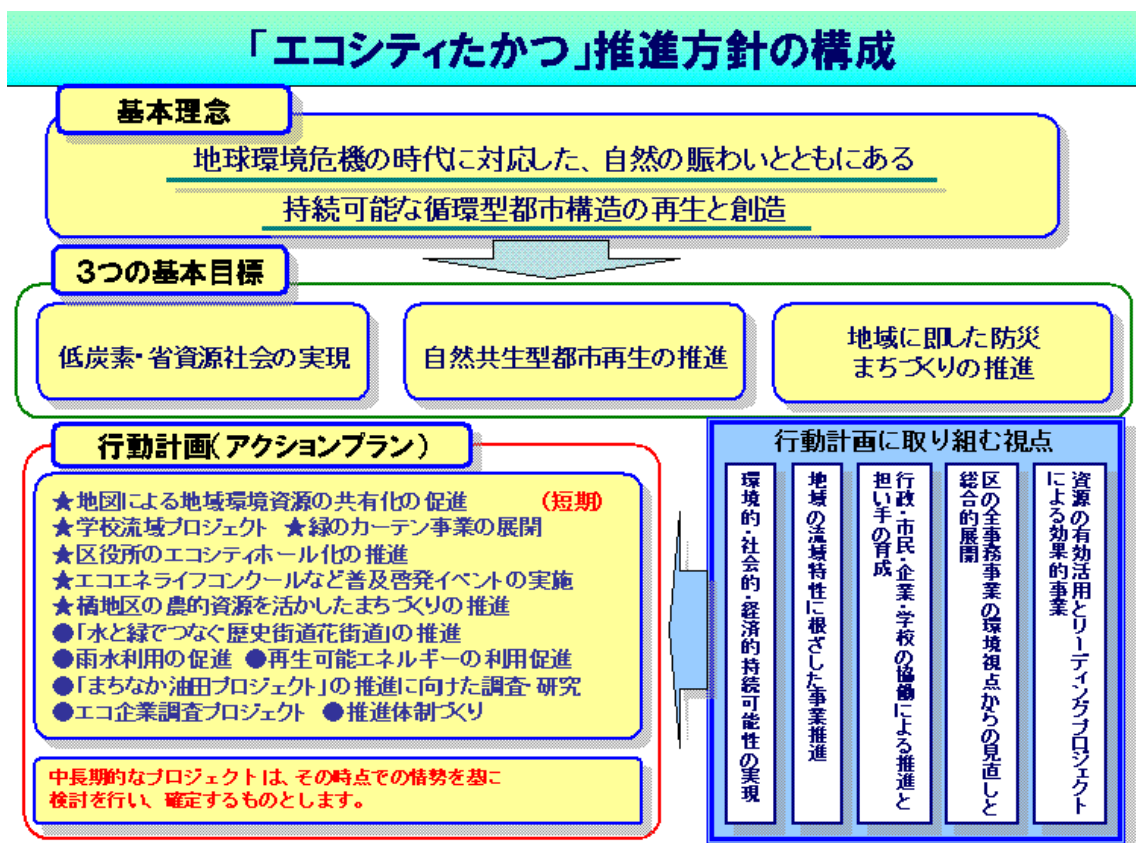 「エコシティたかつ」推進方針の構成
基本理念
地球環境危機の時代に対応した、自然の賑わいとともにある
持続可能な循環型都市構造の再生と創造
3つの基本目標
低炭素・省資源社会の実現
自然共生型都市再生の推進
地域に即した防災
まちづくりの推進
行動計画(アクションプラン)
★地図による地域環境資源の共有化の促進 (短期)
★学校流域プロジェクト ★緑のカーテン事業の展開
★区役所のエコシティホール化の推進
★エコエネライフコンクールなど普及啓発イベントの実施
★橘地区の農的資源を活かしたまちづくりの推進
●「水と緑でつなぐ歴史街道花街道」の推進
●雨水利用の促進 ●再生可能エネルギーの利用促進
●「まちなか油田プロジェクト」の推進に向けた調査・研究
●エコ企業調査プロジェクト ●推進体制づくり
中長期的なプロジェクトは、その時点での情勢を基に
検討を行い、確定するものとします。
行動計画に取り組む視点
環境的・社会的・経済的持続可能性の実現
地域の流域特性に根ざした事業推進
行政・市民・企業・学校の協働による推進と
担い手の育成
区の全事務事業の環境視点からの見直しと
総合的展開
資源の有効活用とリーディングプロジェクト
による効果的事業